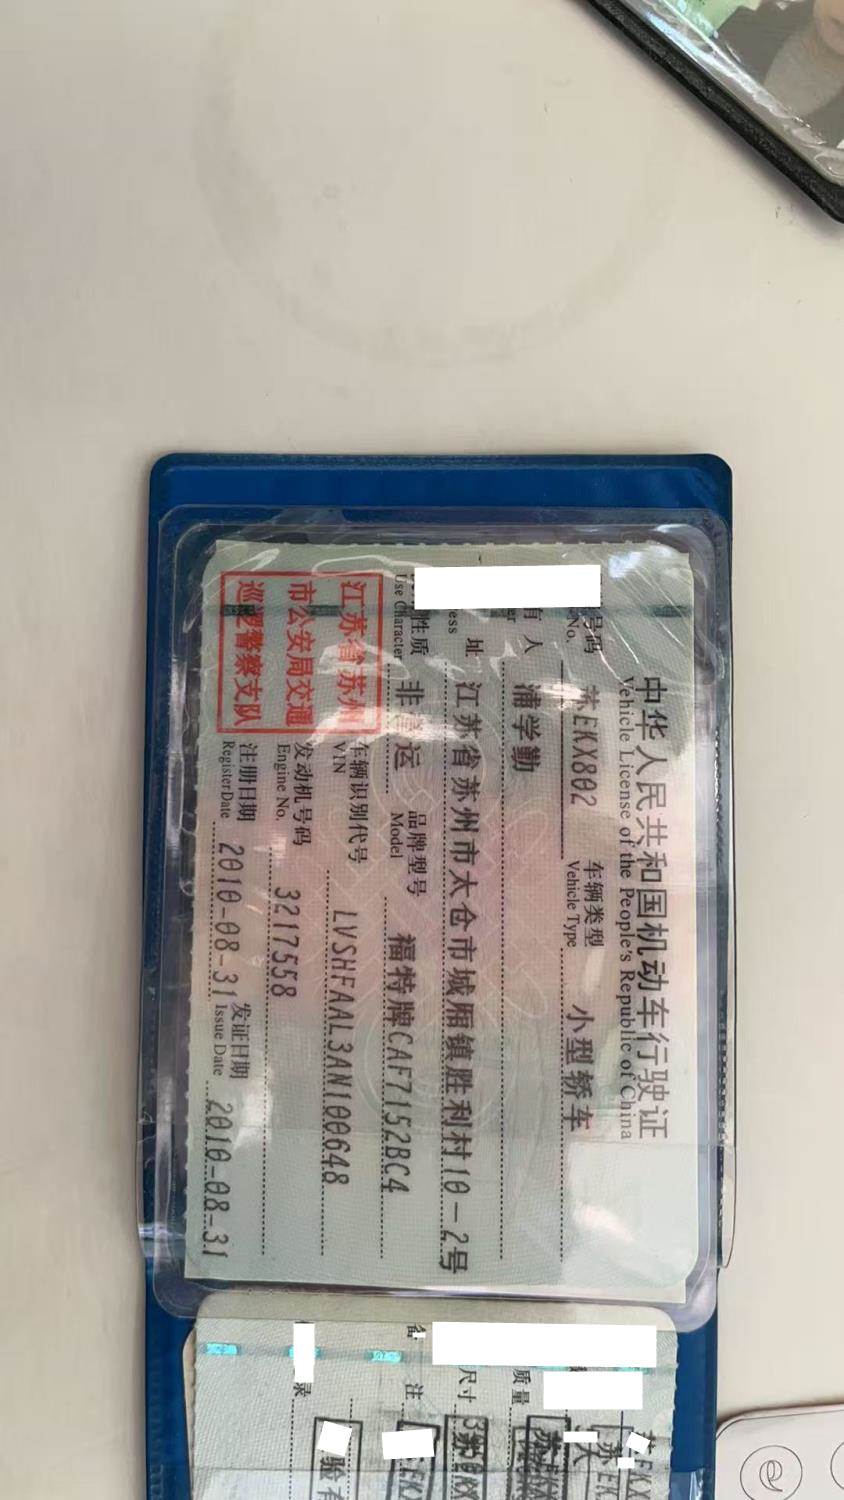 中华人民共和国机动车行驶证
Vehicle License of the People's Republic of China
号码 苏EKX802 车辆类型 小型轿车
No. Vehicle Type
有人 浦学勤
址 江苏省苏州市太仓市城厢镇胜利村10-2号
性质 非营运 品牌型号 福特牌CAF7152BC4
Use Character Model
江苏省苏州
市公安局交通
巡逻警察支队
车辆识别代号 LVSHFAAL3AN100648
VIN
发动机号码 3217558
Engine No.
注册日期 2010-08-31 发证日期 2010-08-31
Register Date Issue Date
质量
尺寸
注
录
验